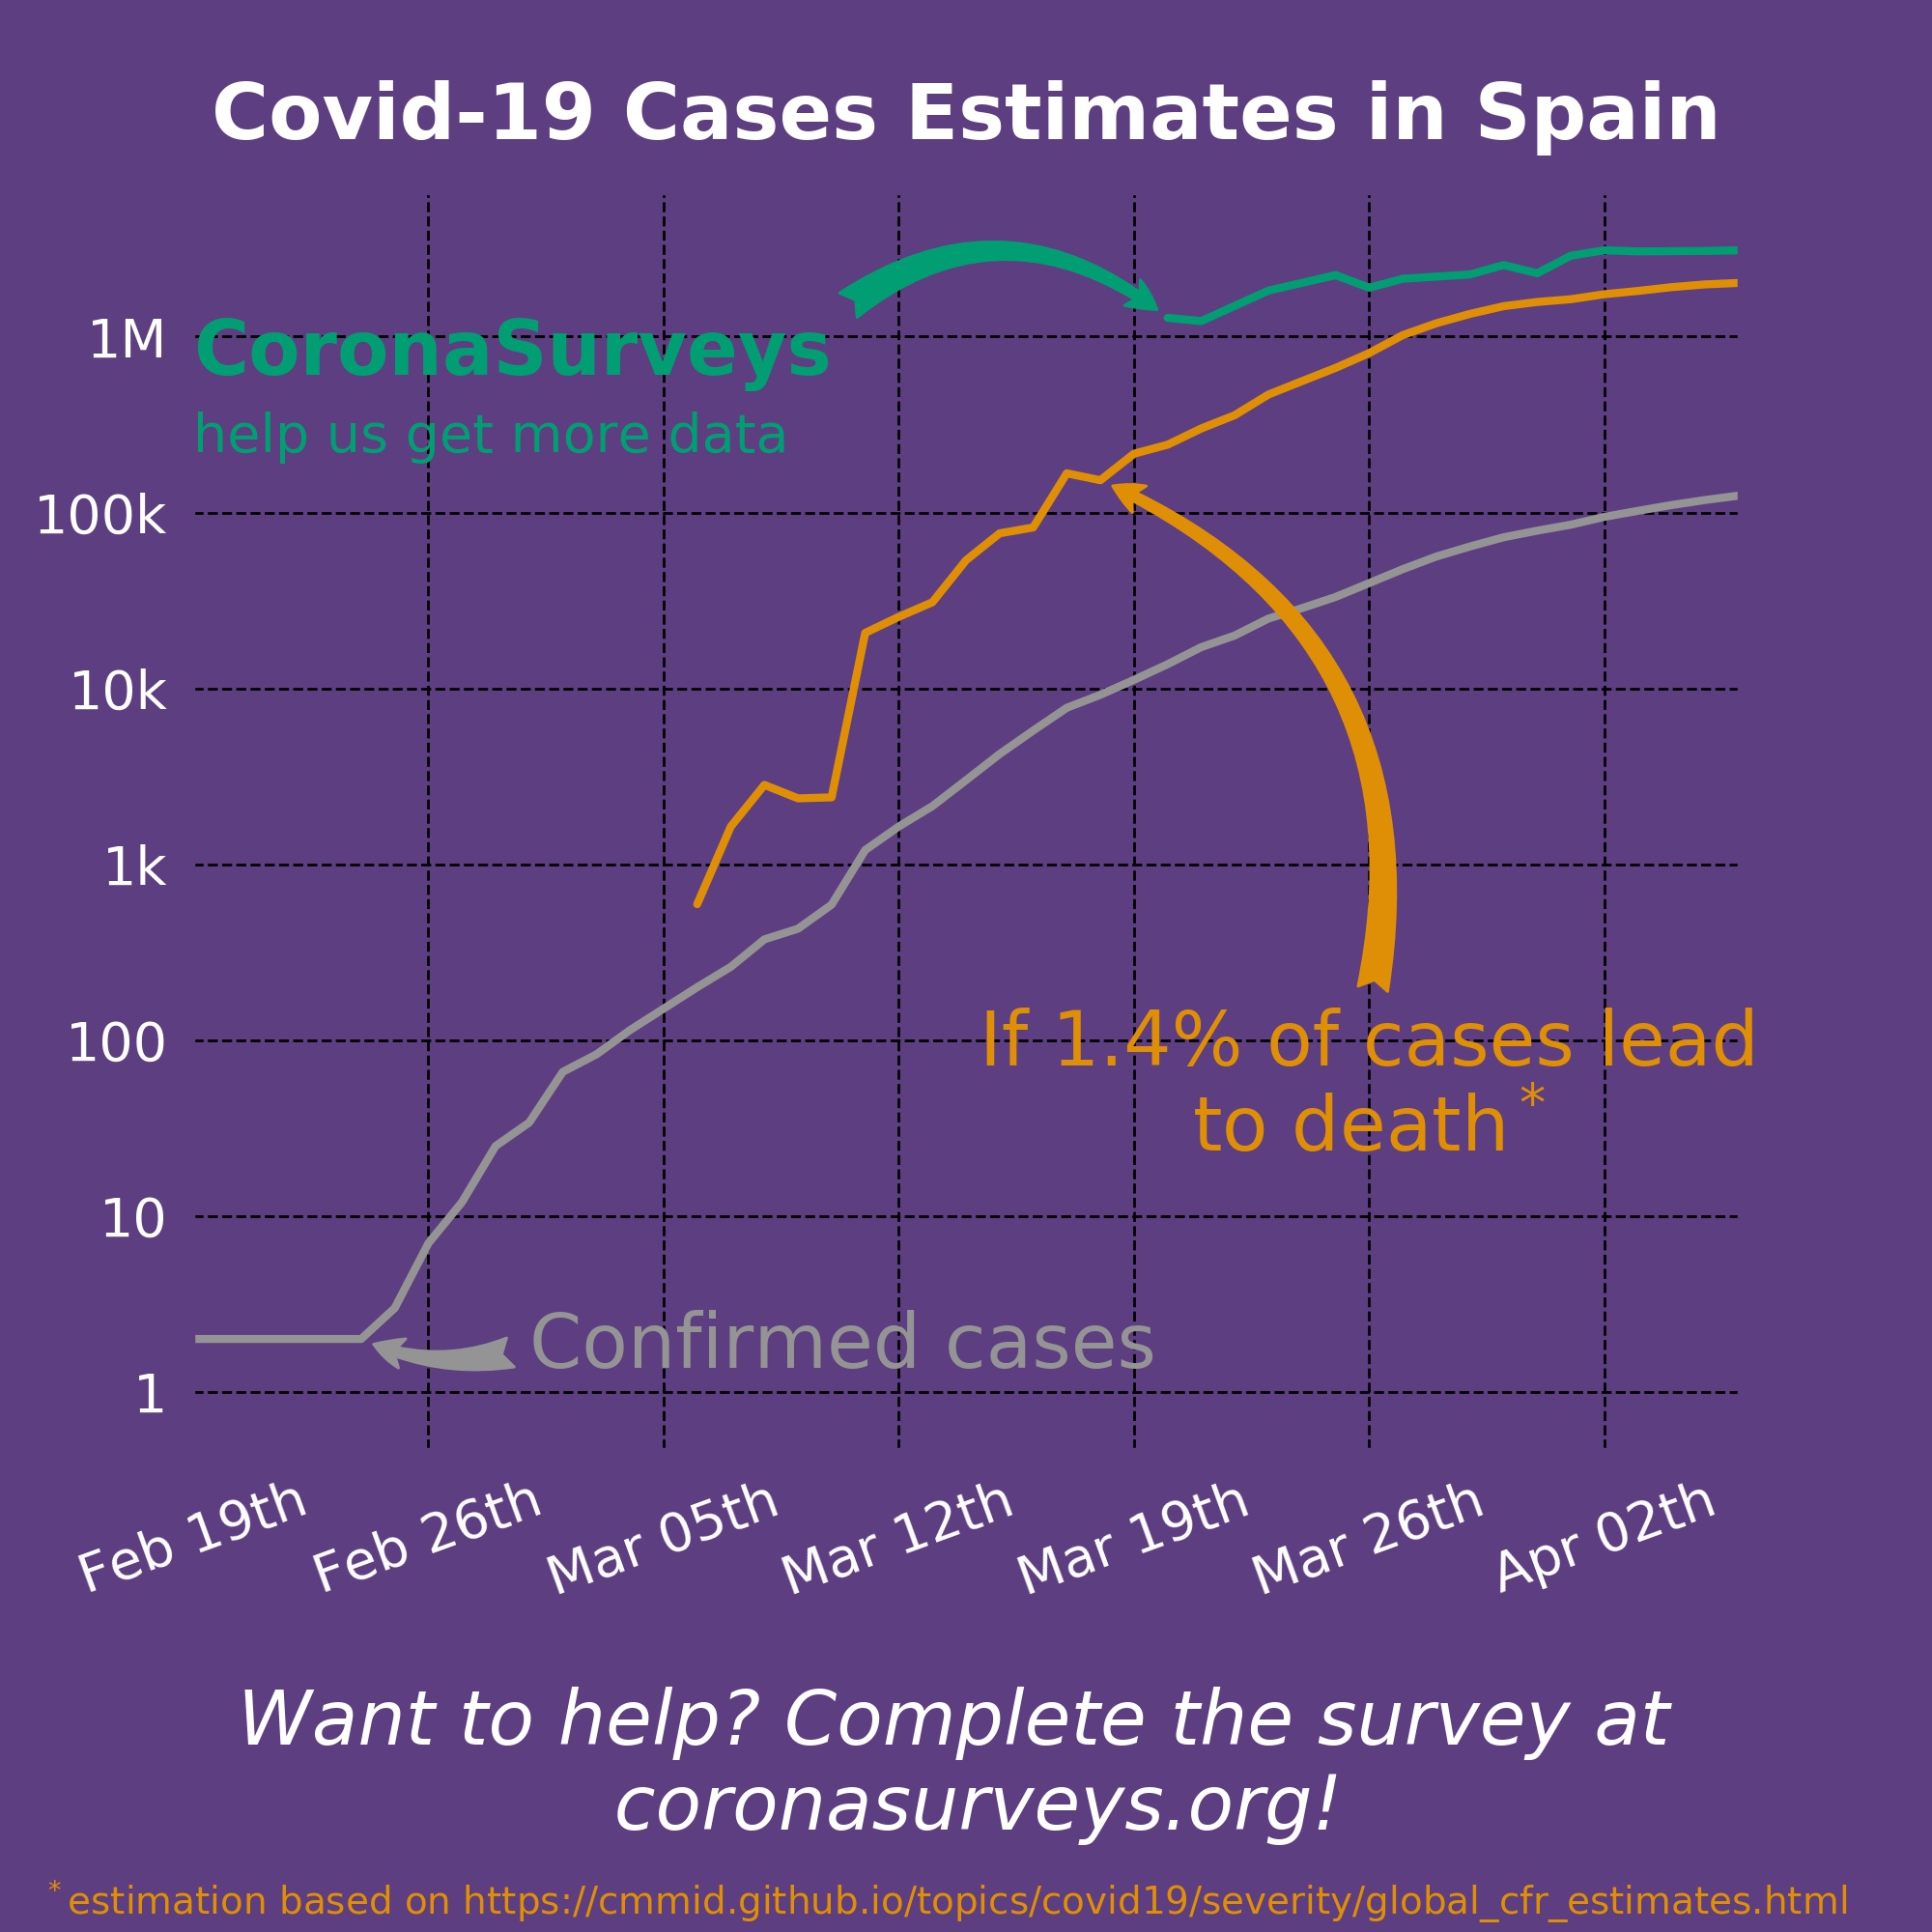 Covid-19 Cases Estimates in Spain
1M
CoronaSurveys
help us get more data
100k
10k
1k
100
If 1.4% of cases lead
to death*
10
Confirmed cases
1
Feb 19th
Feb 26th
Mar 05th
Mar 12th
Mar 19th
Mar 26th
Apr 02th
Want to help? Complete the survey at
coronasurveys.org!
*estimation based on https://cmmid.github.io/topics/covid19/severity/global_cfr_estimates.html